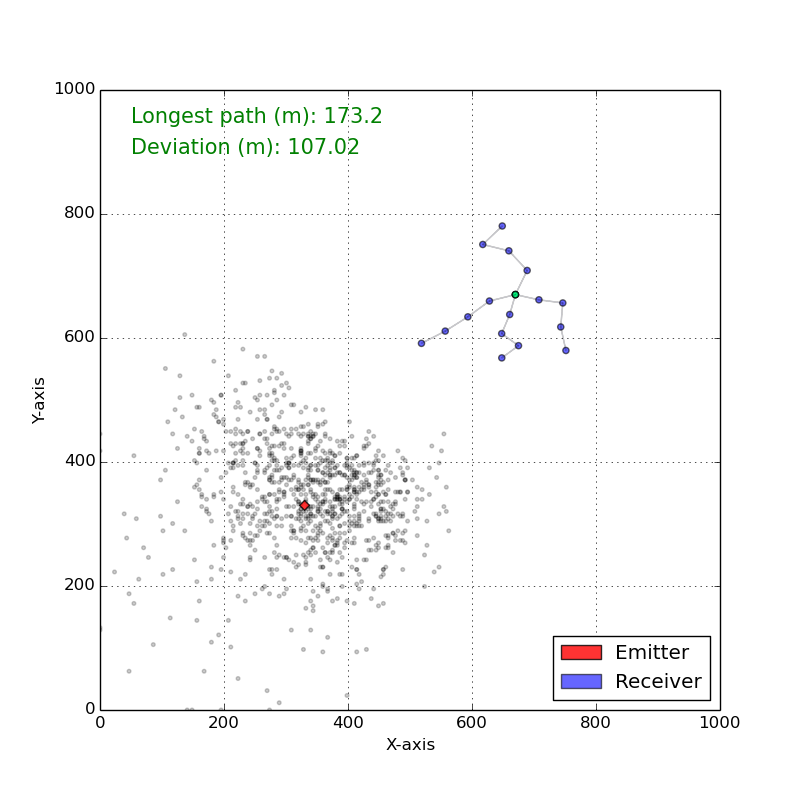 Longest path (m): 173.2
Deviation (m): 107.02
1000
800
600
400
200
0
Y-axis
0 200 400 600 800 1000
X-axis
Emitter
Receiver